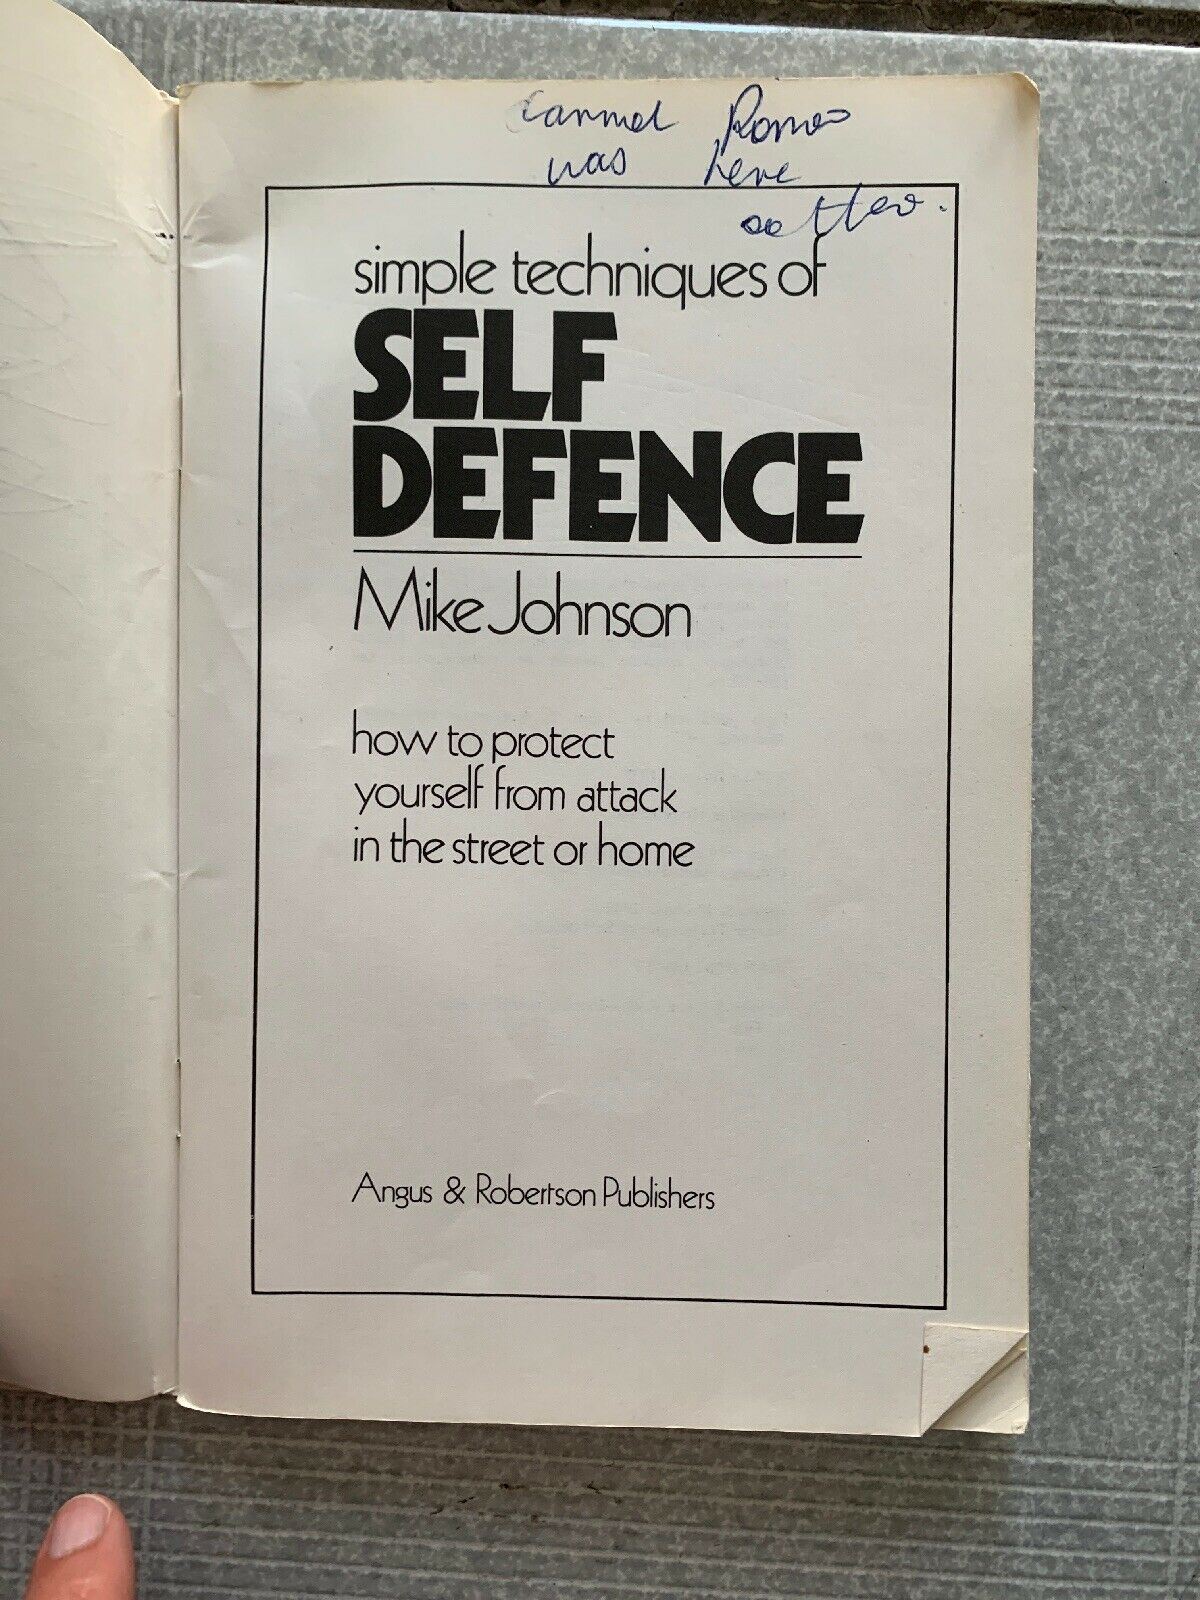 Carmel Romeo
was here
simple techniques of
SELF
DEFENCE
Mike Johnson
how to protect
yourself from attack
in the street or home
Angus & Robertson Publishers